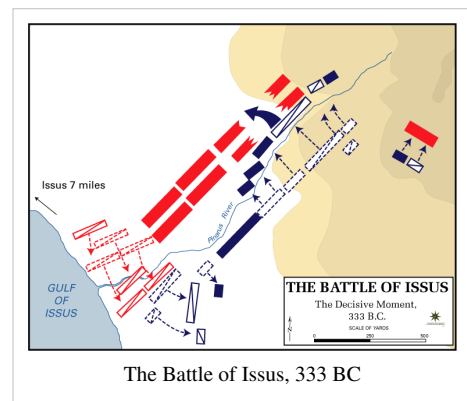 Issus 7 miles
GULF
OF
ISSUS
Pinarus River
THE BATTLE OF ISSUS
The Decisive Moment,
333 B.C.
SCALE OF YARDS
0 250 500
The Battle of Issus, 333 BC